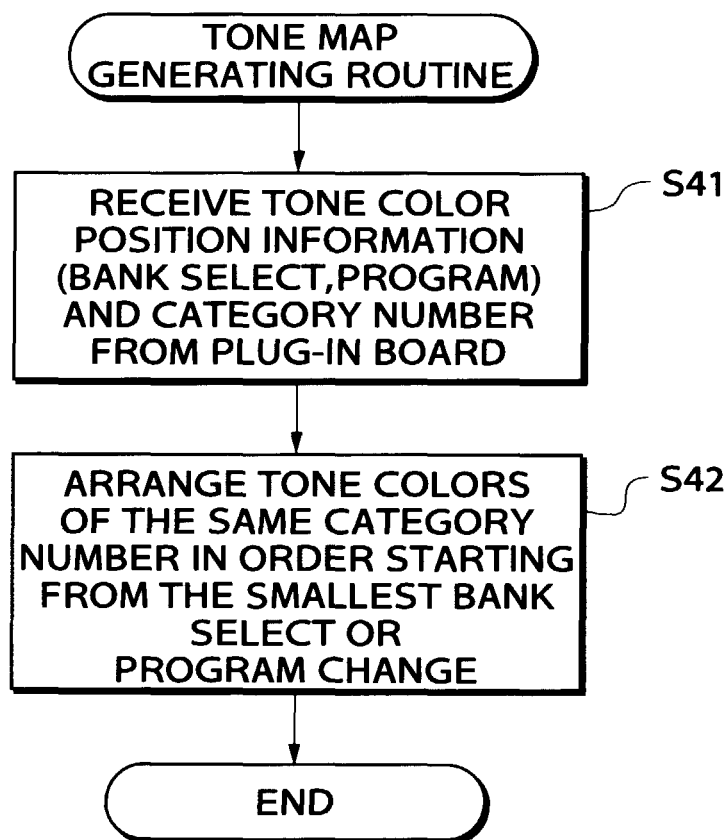 TONE MAP
GENERATING ROUTINE
S41
RECEIVE TONE COLOR
POSITION INFORMATION
(BANK SELECT,PROGRAM)
AND CATEGORY NUMBER
FROM PLUG-IN BOARD
S42
ARRANGE TONE COLORS
OF THE SAME CATEGORY
NUMBER IN ORDER STARTING
FROM THE SMALLEST BANK
SELECT OR
PROGRAM CHANGE
END